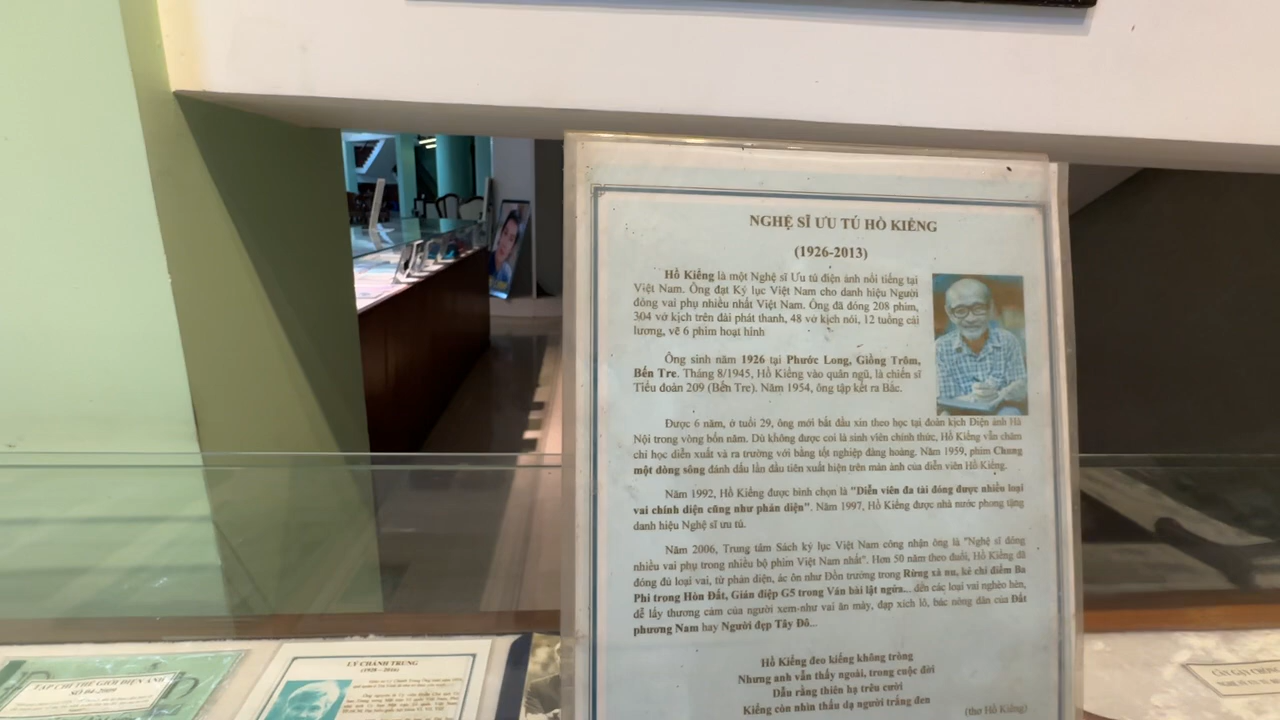 NGHỆ SĨ ƯU TÚ HỒ KIỂNG
(1926-2013)
Hồ Kiểng là một Nghệ sĩ Ưu tú điện ảnh nổi tiếng tại
Việt Nam. Ông đạt Kỷ lục Việt Nam cho danh hiệu Người
đóng vai phụ nhiều nhất Việt Nam. Ông đã đóng 208 phim,
304 vở kịch trên đài phát thanh, 48 vở kịch nói, 12 tuồng cải
lương, vẽ 6 phim hoạt hình
Ông sinh năm 1926 tại Phước Long, Giồng Trôm,
Bến Tre. Tháng 8/1945, Hồ Kiểng vào quân ngũ, là chiến sĩ
Tiểu đoàn 209 (Bến Tre). Năm 1954, ông tập kết ra Bắc.
Được 6 năm, ở tuổi 29, ông mới bắt đầu xin theo học tại đoàn kịch Điện ảnh Hà
Nội trong vòng bốn năm. Dù không được coi là sinh viên chính thức, Hồ Kiểng vẫn chăm
chỉ học diễn xuất và ra trường với bằng tốt nghiệp đàng hoàng. Năm 1959, phim Chung
một dòng sông đánh dấu lần đầu tiên xuất hiện trên màn ảnh của diễn viên Hồ Kiểng.
Năm 1992, Hồ Kiểng được bình chọn là "Diễn viên đa tài đóng được nhiều loại
vai chính diện cũng như phản diện". Năm 1997, Hồ Kiểng được nhà nước phong tặng
danh hiệu Nghệ sĩ ưu tú.
Năm 2006, Trung tâm Sách kỷ lục Việt Nam công nhận ông là "Nghệ sĩ đóng
nhiều vai phụ trong nhiều bộ phim Việt Nam nhất". Hơn 50 năm theo đuổi, Hồ Kiểng đã
đóng đủ loại vai, từ phản diện, ác ôn như Đồn trưởng trong Rừng xà nu, kẻ chỉ điểm Ba
Phi trong Hòn Đất, Gián điệp G5 trong Ván bài lật ngửa... đến các loại vai nghèo hèn,
dễ lấy thương cảm của người xem như vai ăn mày, đạp xích lô, bác nông dân của Đất
phương Nam hay Người đẹp Tây Đô...
Hồ Kiểng đeo kiếng không tròng
Nhưng anh vẫn thấy ngoài, trong cuộc đời
Dẫu rằng thiên hạ trêu cười
Kiểng còn nhìn thấu dạ người trắng đen
(thơ Hồ Kiểng)
TẠP CHÍ THẾ GIỚI ĐIỆN ẢNH
SỐ 04-2009
LÝ CHÁNH TRUNG
(1928 - 2016)